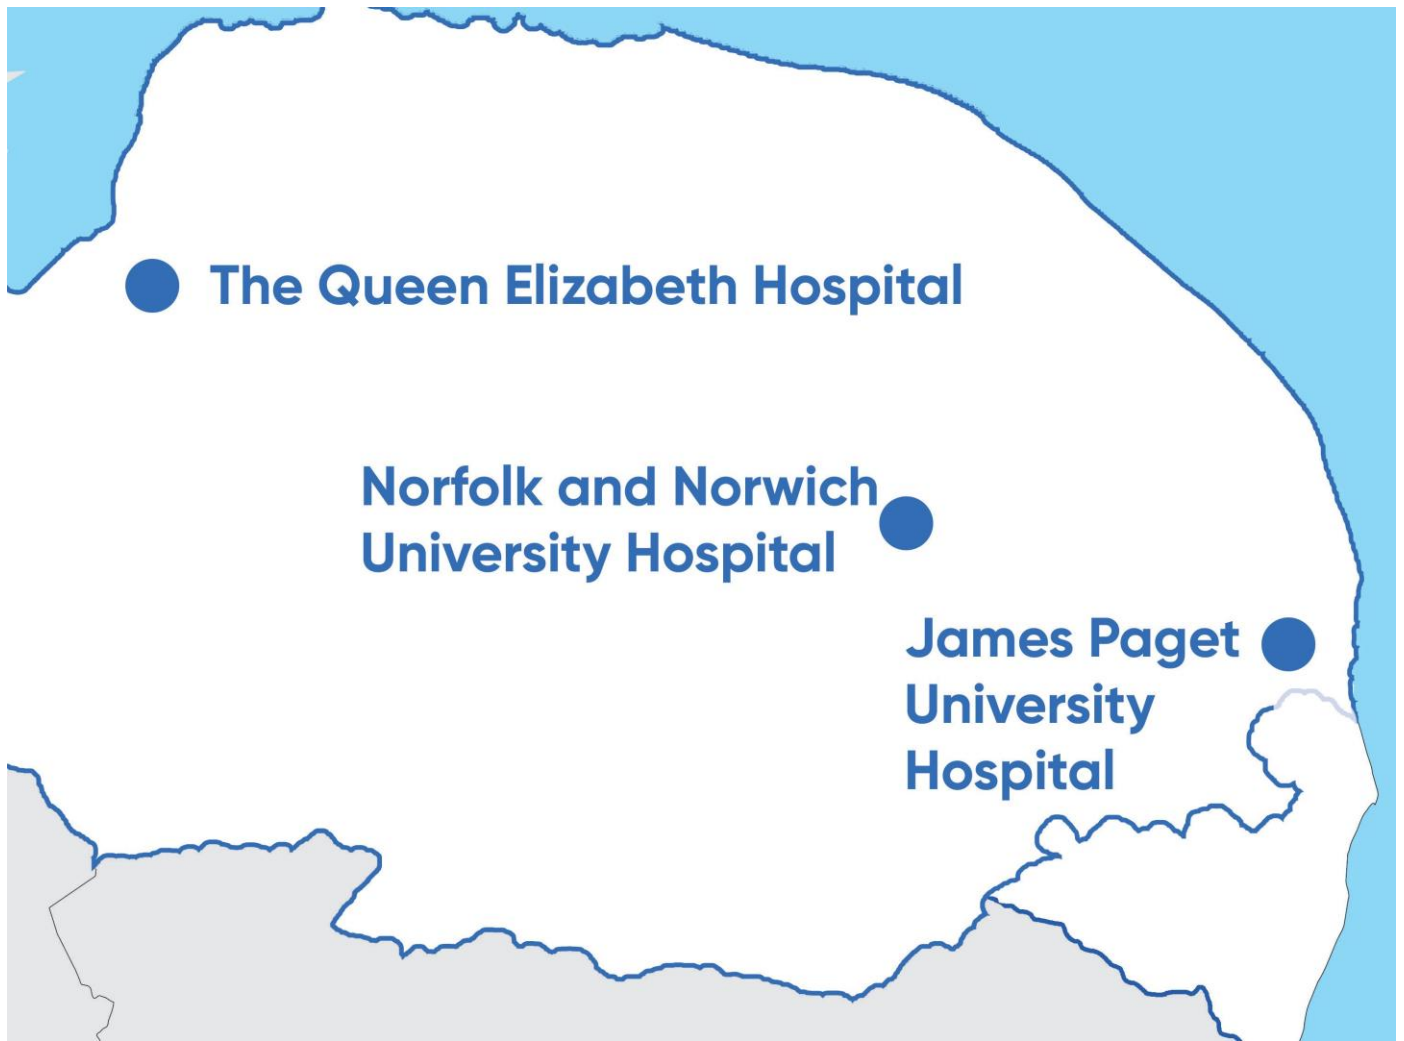 The Queen Elizabeth Hospital
Norfolk and Norwich
University Hospital
James Paget
University
Hospital